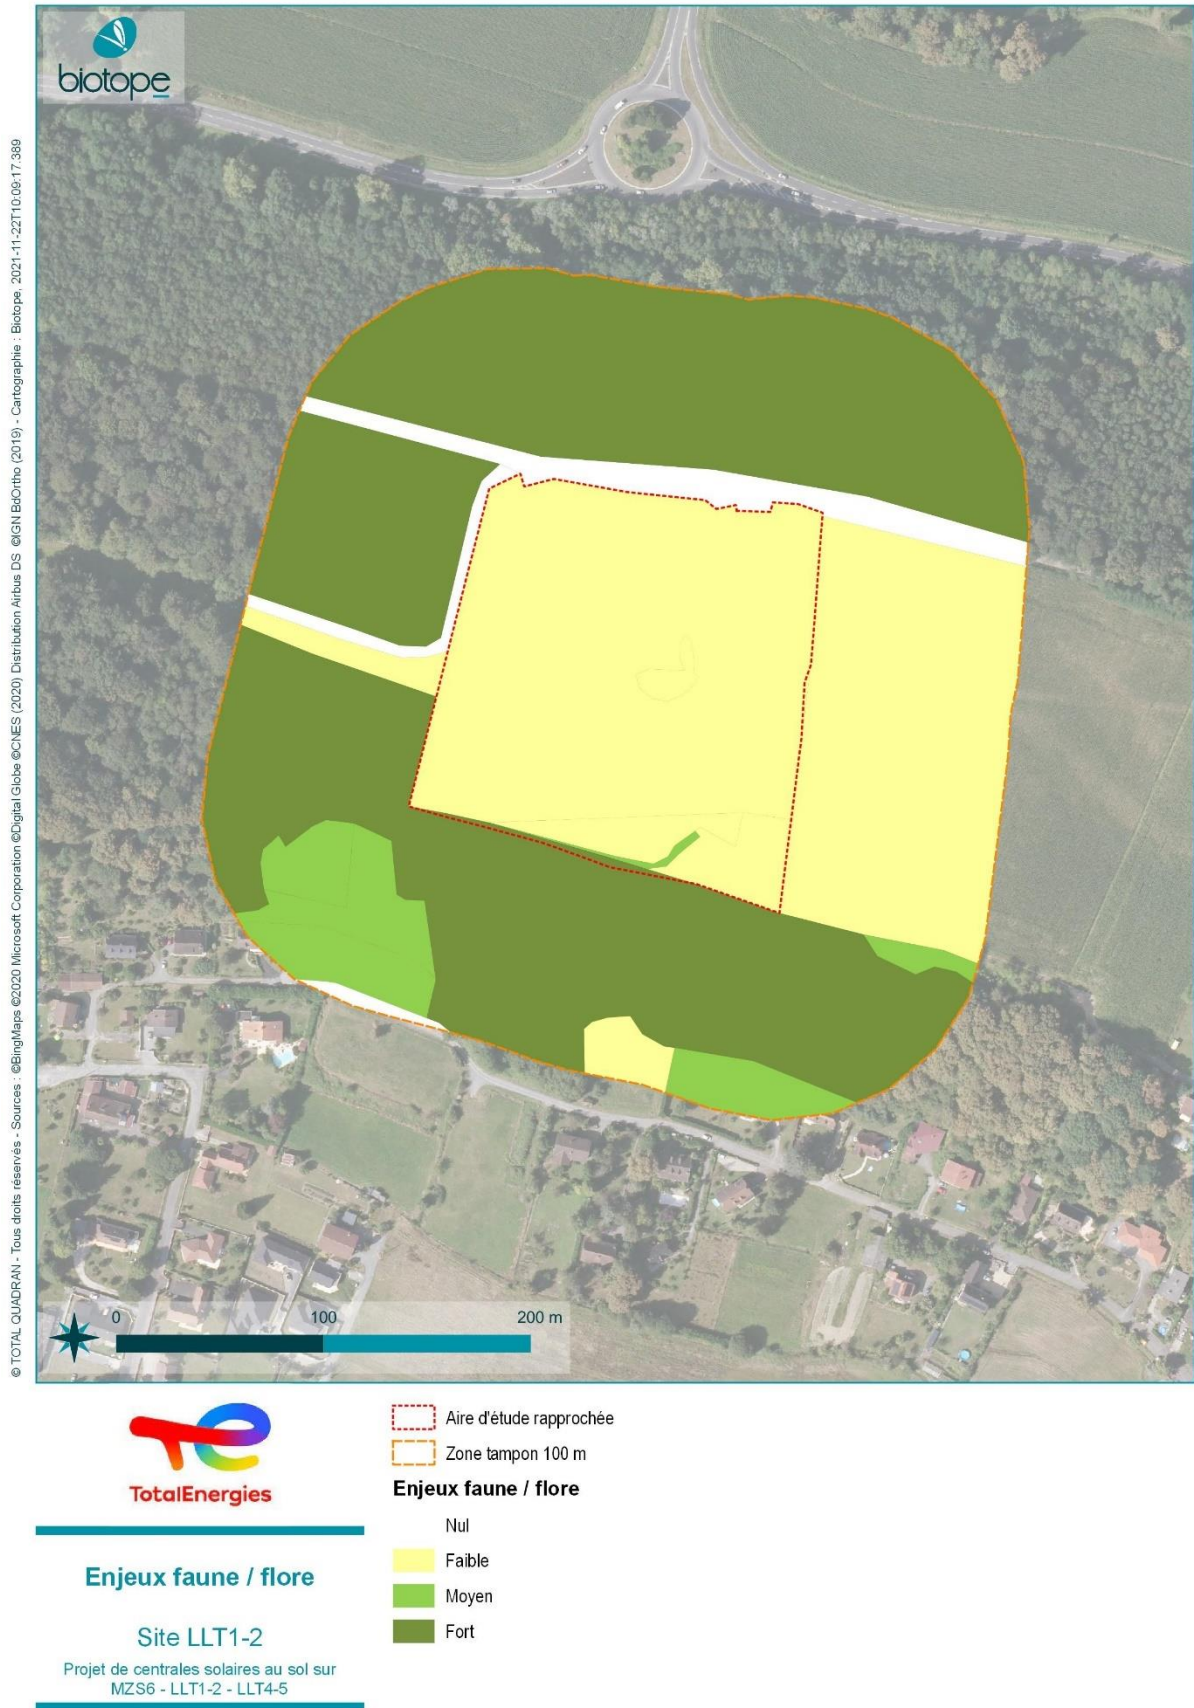 biotope
© TOTAL QUADRAN - Tous droits réservés - Sources : ©BingMaps ©2020 Microsoft Corporation ©Digital Globe ©CNES (2020) Distribution Airbus DS ©IGN BdOrtho (2019) - Cartographie : Biotope, 2021-11-22T10:09:17.389
0 100 200 m
TotalEnergies
Enjeux faune / flore
Site LLT1-2
Projet de centrales solaires au sol sur
MZS6 - LLT1-2 - LLT4-5
Aire d'étude rapprochée
Zone tampon 100 m
Enjeux faune / flore
Nul
Faible
Moyen
Fort